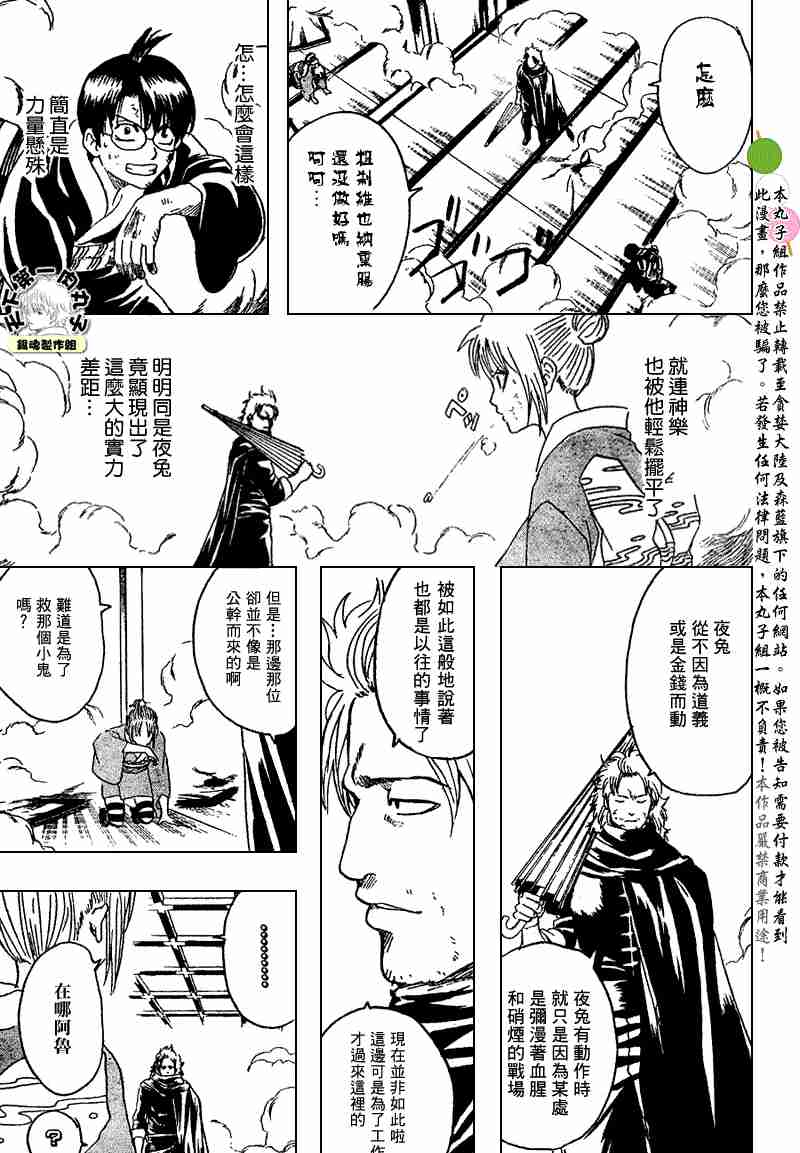 怎麼
粗制維也納熏腸
還沒做好嗎
呵呵…
怎…怎麼會這樣
簡直是
力量懸殊
就連神樂
也被他輕鬆擺平了
プッ
明明同是夜兔
竟顯現出了
這麼大的實力
差距…
夜兔
從不因為道義
或是金錢而動
夜兔有動作時
就只是因為某處
是彌漫著血腥
和硝煙的戰場
被如此這般地說著
也都是以往的事情了
現在並非如此啦
這邊可是為了工作
才過來這裡的
但是…那邊那位
卻並不像是
公幹而來的啊
難道是為了
救那個小鬼
嗎?
………
在哪阿魯
?
天下第一丸子
銀魂製作組
本丸子組作品禁止轉載至貪婪大陸及森藍旗下的任何網站。如果您被告知需要付款才能看到
此漫畫,那麼您被騙了。若發生任何法律問題,本丸子組一概不負責!本作品嚴禁商業用途!